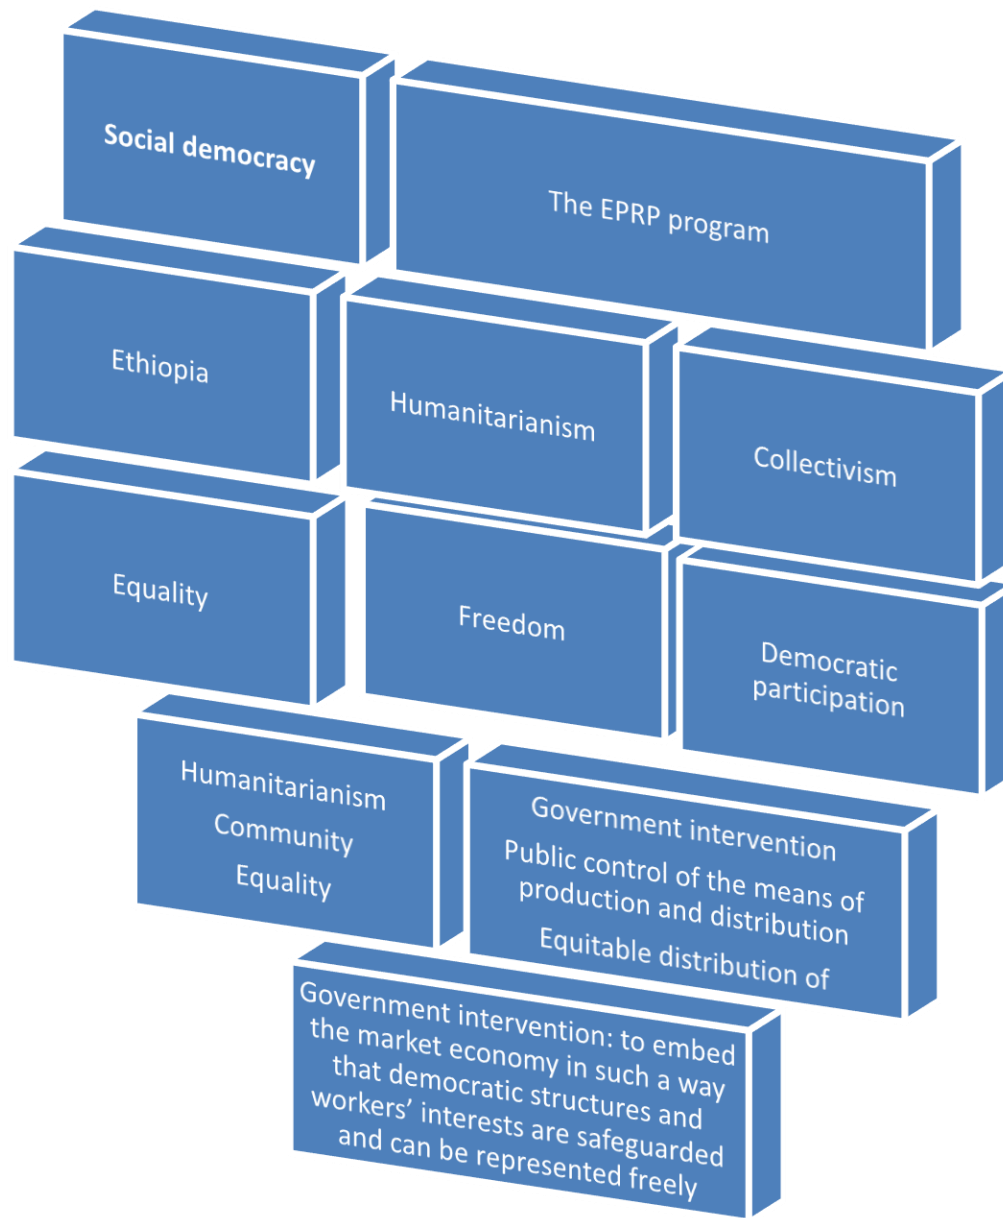 Social democracy
The EPRP program
Ethiopia
Humanitarianism
Collectivism
Equality
Freedom
Democratic
participation
Humanitarianism
Community
Equality
Government intervention
Public control of the means of
production and distribution
Equitable distribution of
Government intervention: to embed
the market economy in such a way
that democratic structures and
workers’ interests are safeguarded
and can be represented freely